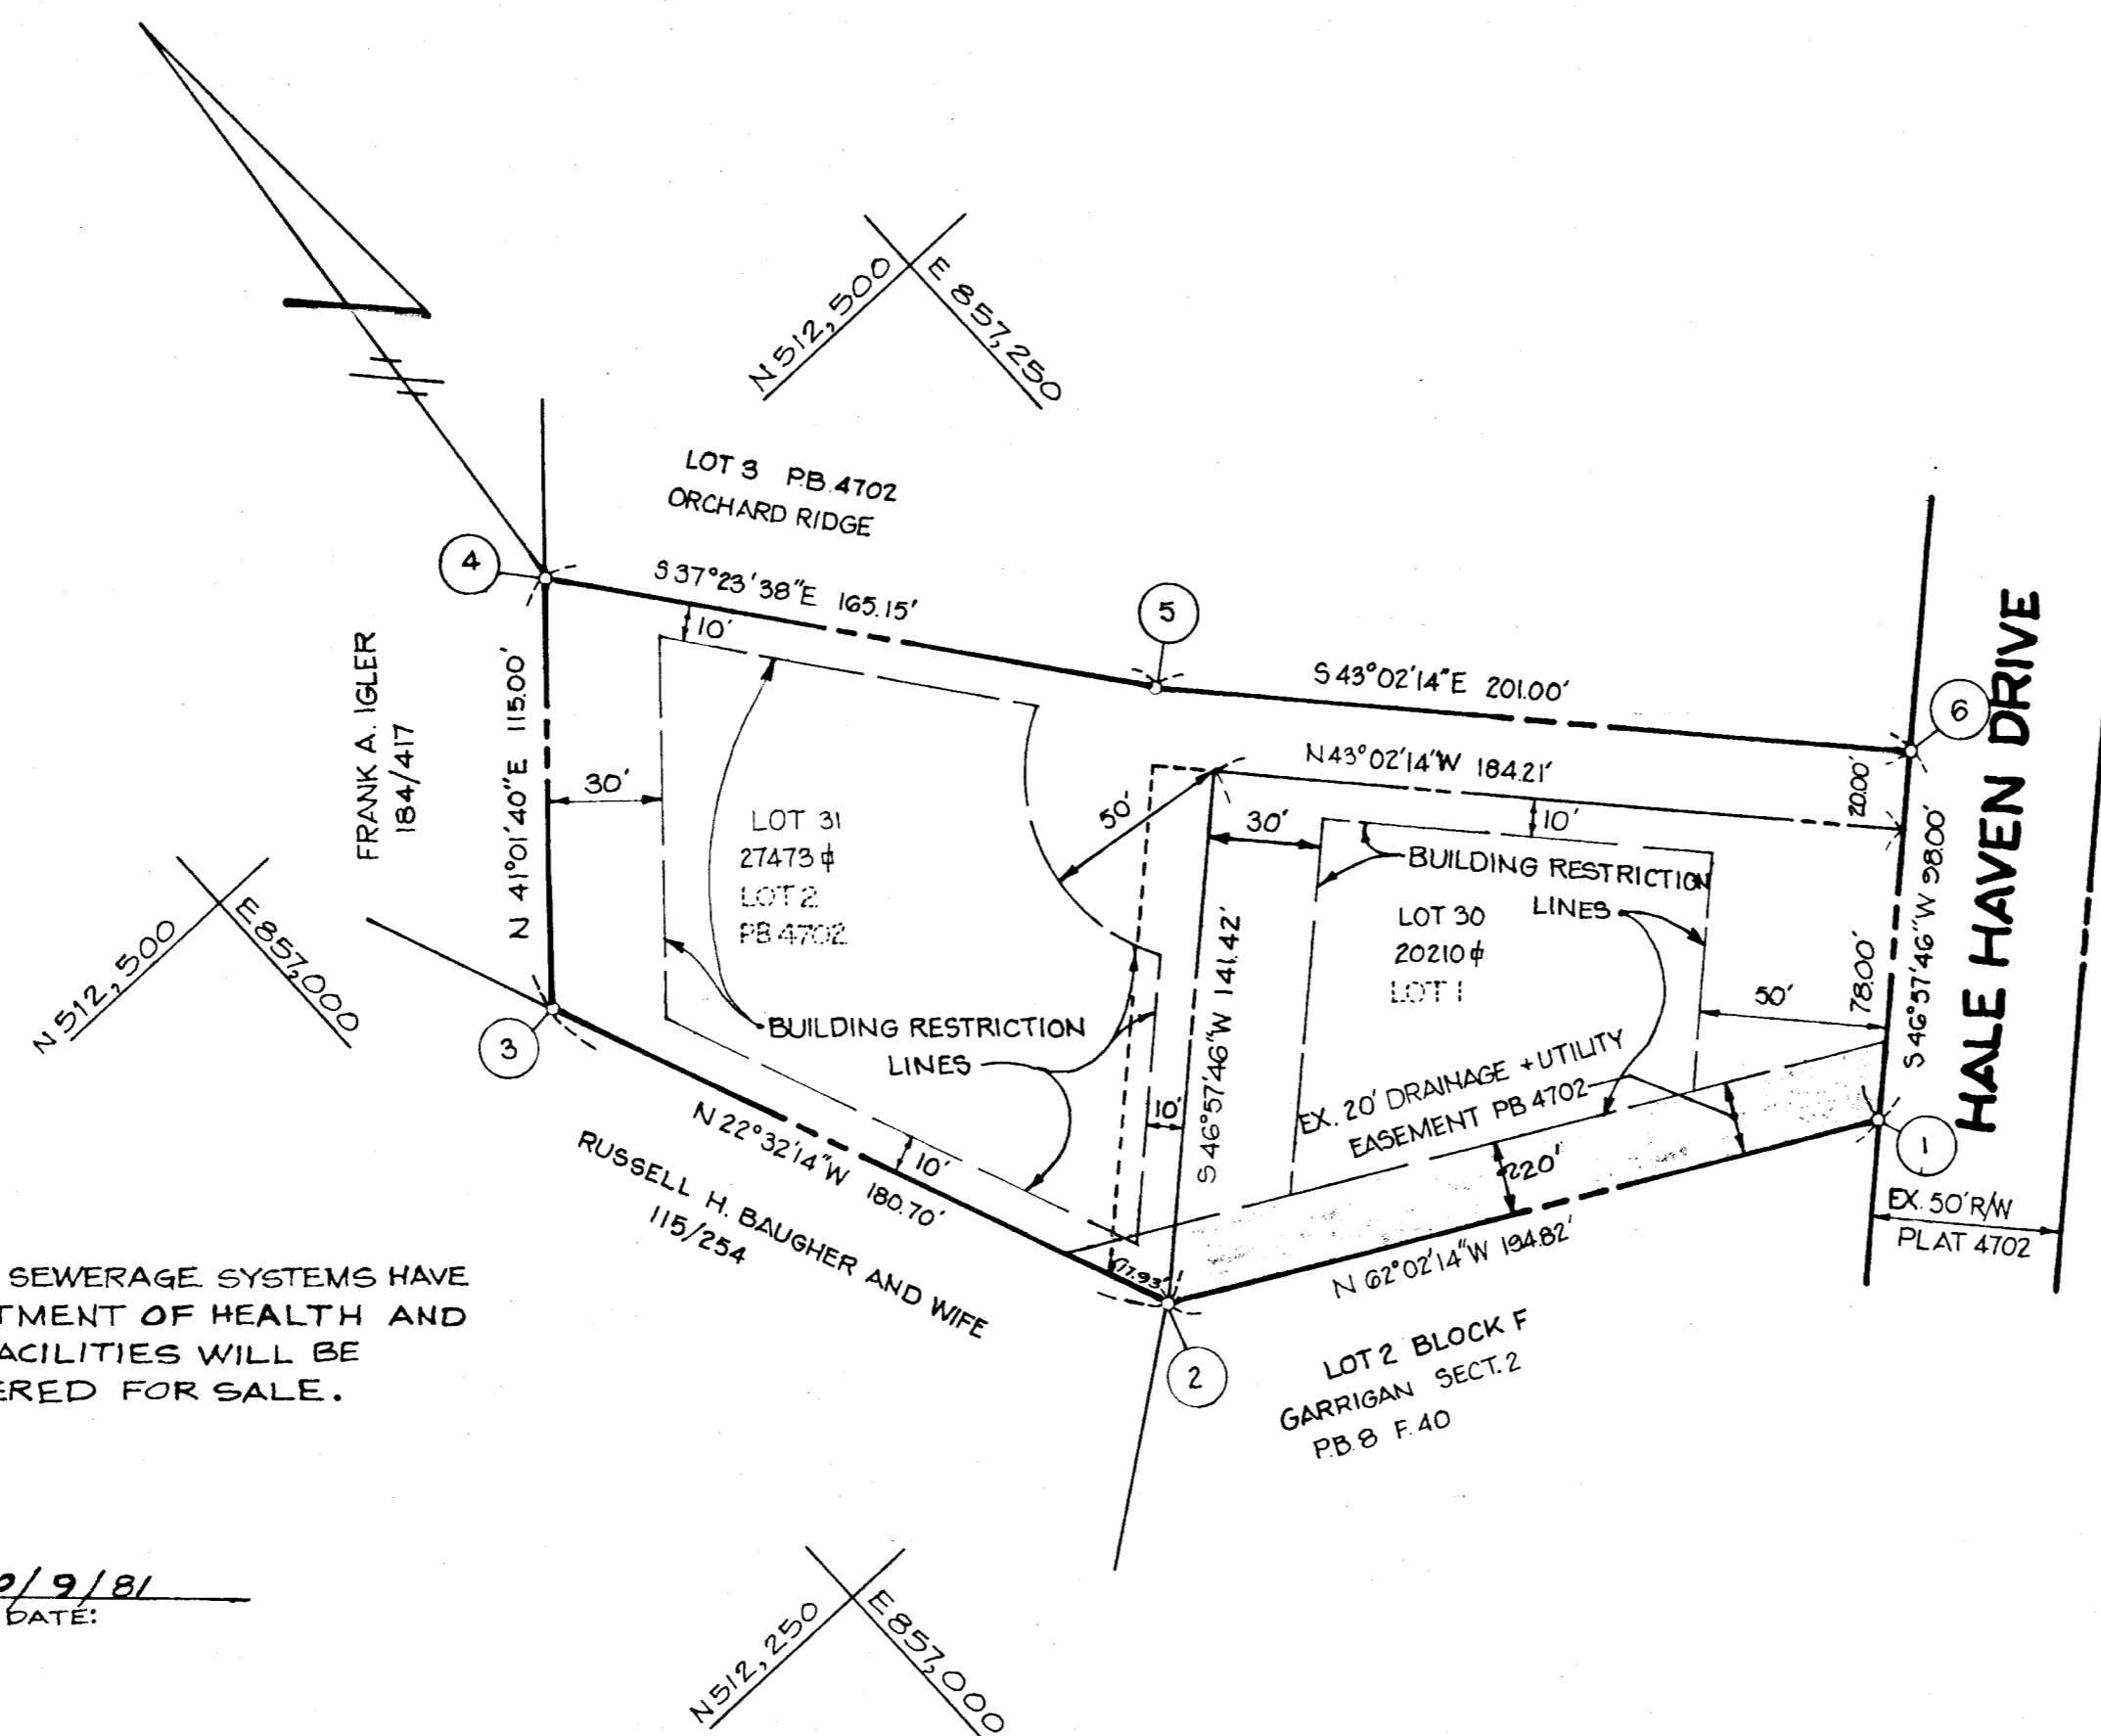 N 512,500
E 857,250
LOT 3 P.B. 4702
ORCHARD RIDGE
4
S 37°23'38"E 165.15'
10'
5
S 43°02'14"E 201.00'
6
HALE HAVEN DRIVE
FRANK A. IGLER
184/417
N 41°01'40"E 115.00'
30'
N 43°02'14"W 184.21'
20.00'
50'
30'
10'
LOT 31
27473 ⏀
LOT 2
PB 4702
BUILDING RESTRICTION
LINES
LOT 30
20210 ⏀
LOT 1
S 46°57'46"W 98.00'
78.00'
50'
N 512,500
E 857,000
S 46°57'46"W 141.42'
BUILDING RESTRICTION
LINES
3
10'
EX. 20' DRAINAGE + UTILITY
EASEMENT PB 4702
1
N 22°32'14"W 180.70'
10'
220'
RUSSELL H. BAUGHER AND WIFE
115/254
17.93'
N 62°02'14"W 194.82'
EX. 50' R/W
PLAT 4702
2
LOT 2 BLOCK F
GARRIGAN SECT. 2
P.B. 8 F. 40
SEWERAGE SYSTEMS HAVE
TMENT OF HEALTH AND
ACILITIES WILL BE
ERED FOR SALE.
/9/81
DATE:
N 512,250
E 857,000